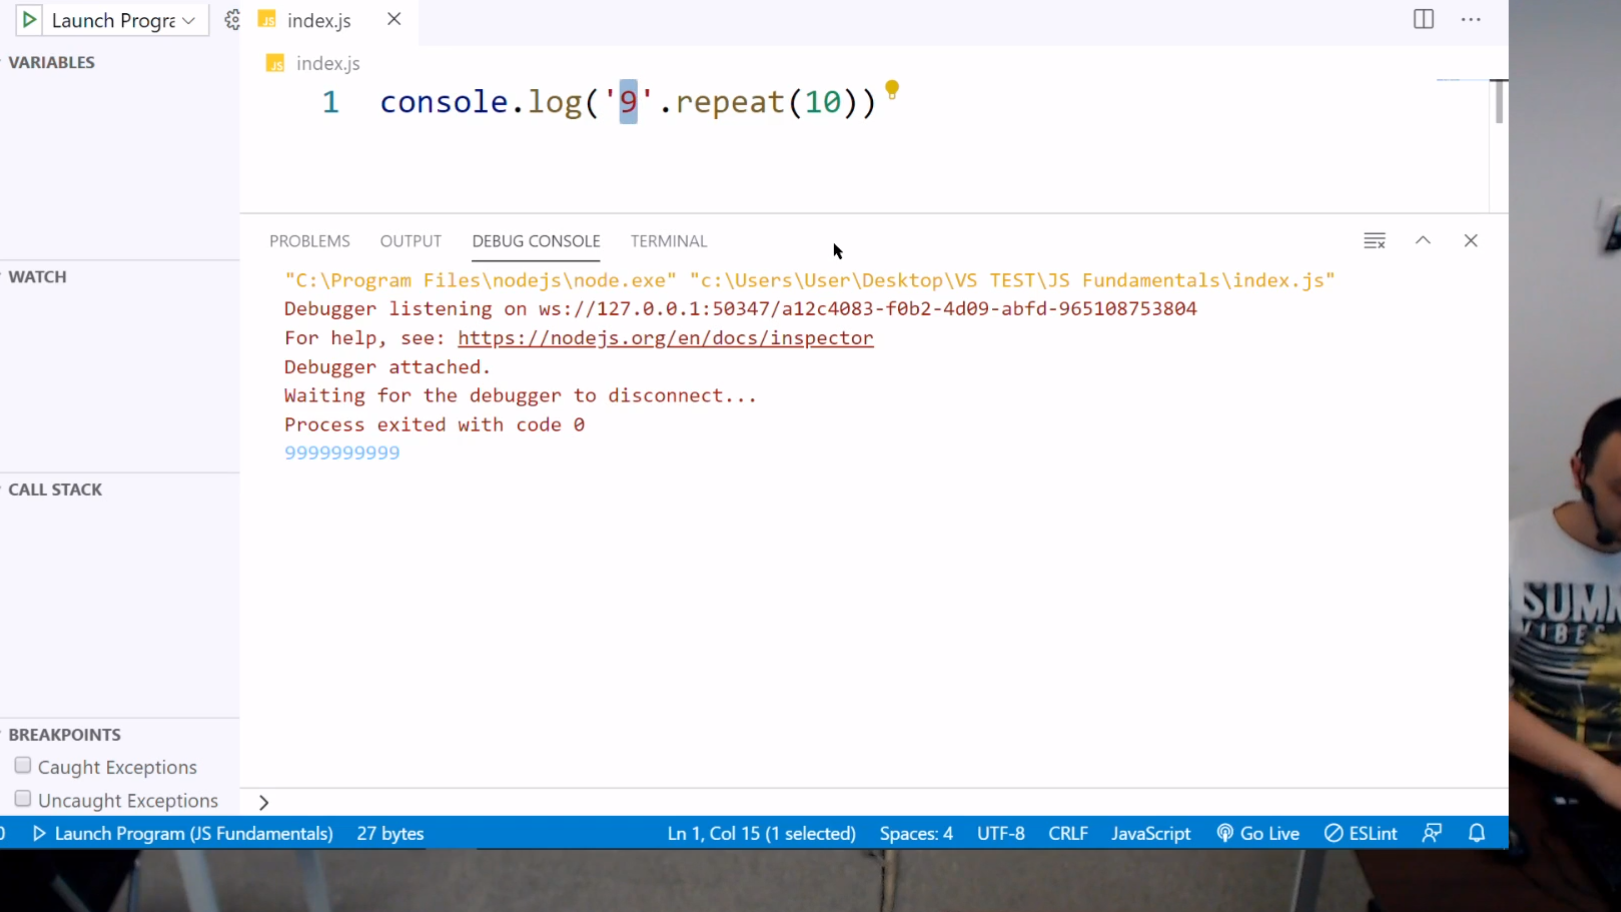 Launch Progra
JS index.js
VARIABLES
JS index.js
1 console.log('9'.repeat(10))
PROBLEMS OUTPUT DEBUG CONSOLE TERMINAL
"C:\Program Files\nodejs\node.exe" "c:\Users\User\Desktop\VS TEST\JS Fundamentals\index.js"
WATCH
Debugger listening on ws://127.0.0.1:50347/a12c4083-f0b2-4d09-abfd-965108753804
For help, see: https://nodejs.org/en/docs/inspector
Debugger attached.
Waiting for the debugger to disconnect...
Process exited with code 0
9999999999
CALL STACK
SUMM
VIBES
BREAKPOINTS
Caught Exceptions
Uncaught Exceptions
0 Launch Program (JS Fundamentals) 27 bytes Ln 1, Col 15 (1 selected) Spaces: 4 UTF-8 CRLF JavaScript Go Live ESLint